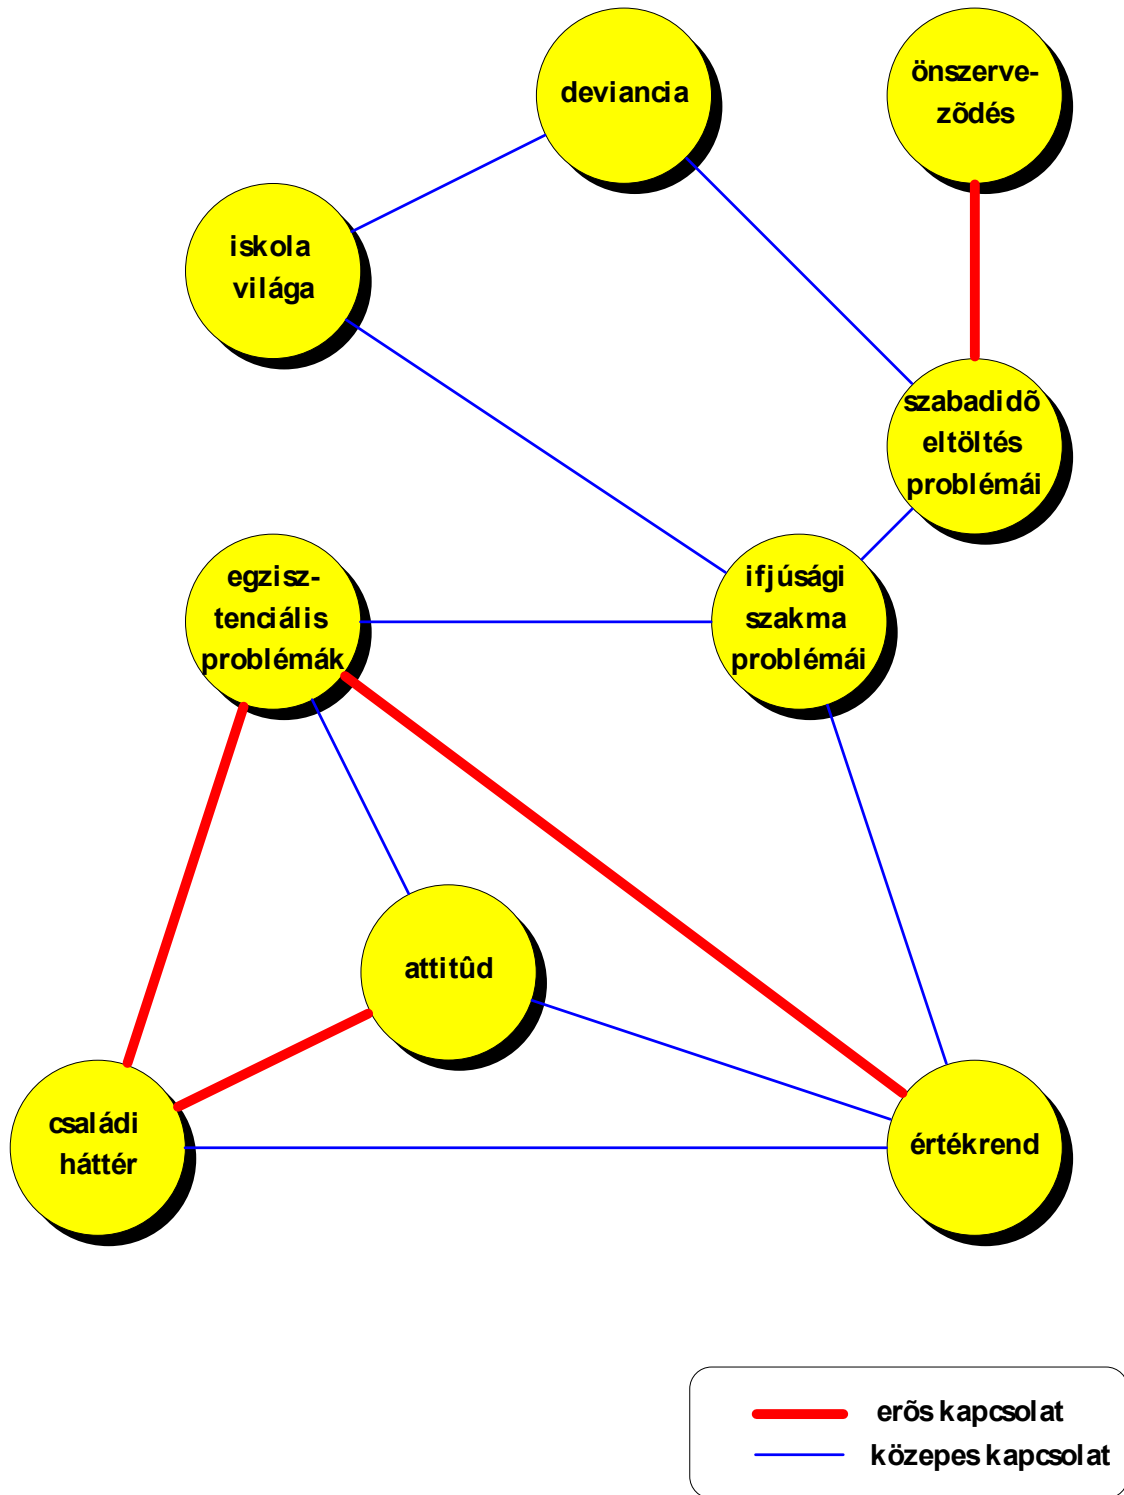 deviancia
önszerve-
zõdés
iskola
világa
szabadidõ
eltöltés
problémái
egzisz-
tenciális
problémák
ifjúsági
szakma
problémái
attitûd
családi
háttér
értékrend
erõs kapcsolat
közepes kapcsolat